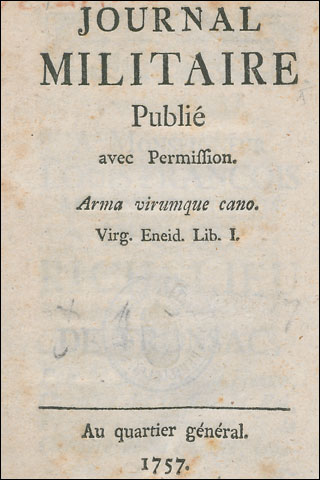 JOURNAL
MILITAIRE
Publié
avec Permiſſion.
Arma virumque cano.
Virg. Eneid. Lib. I.
Au quartier général.
1757.